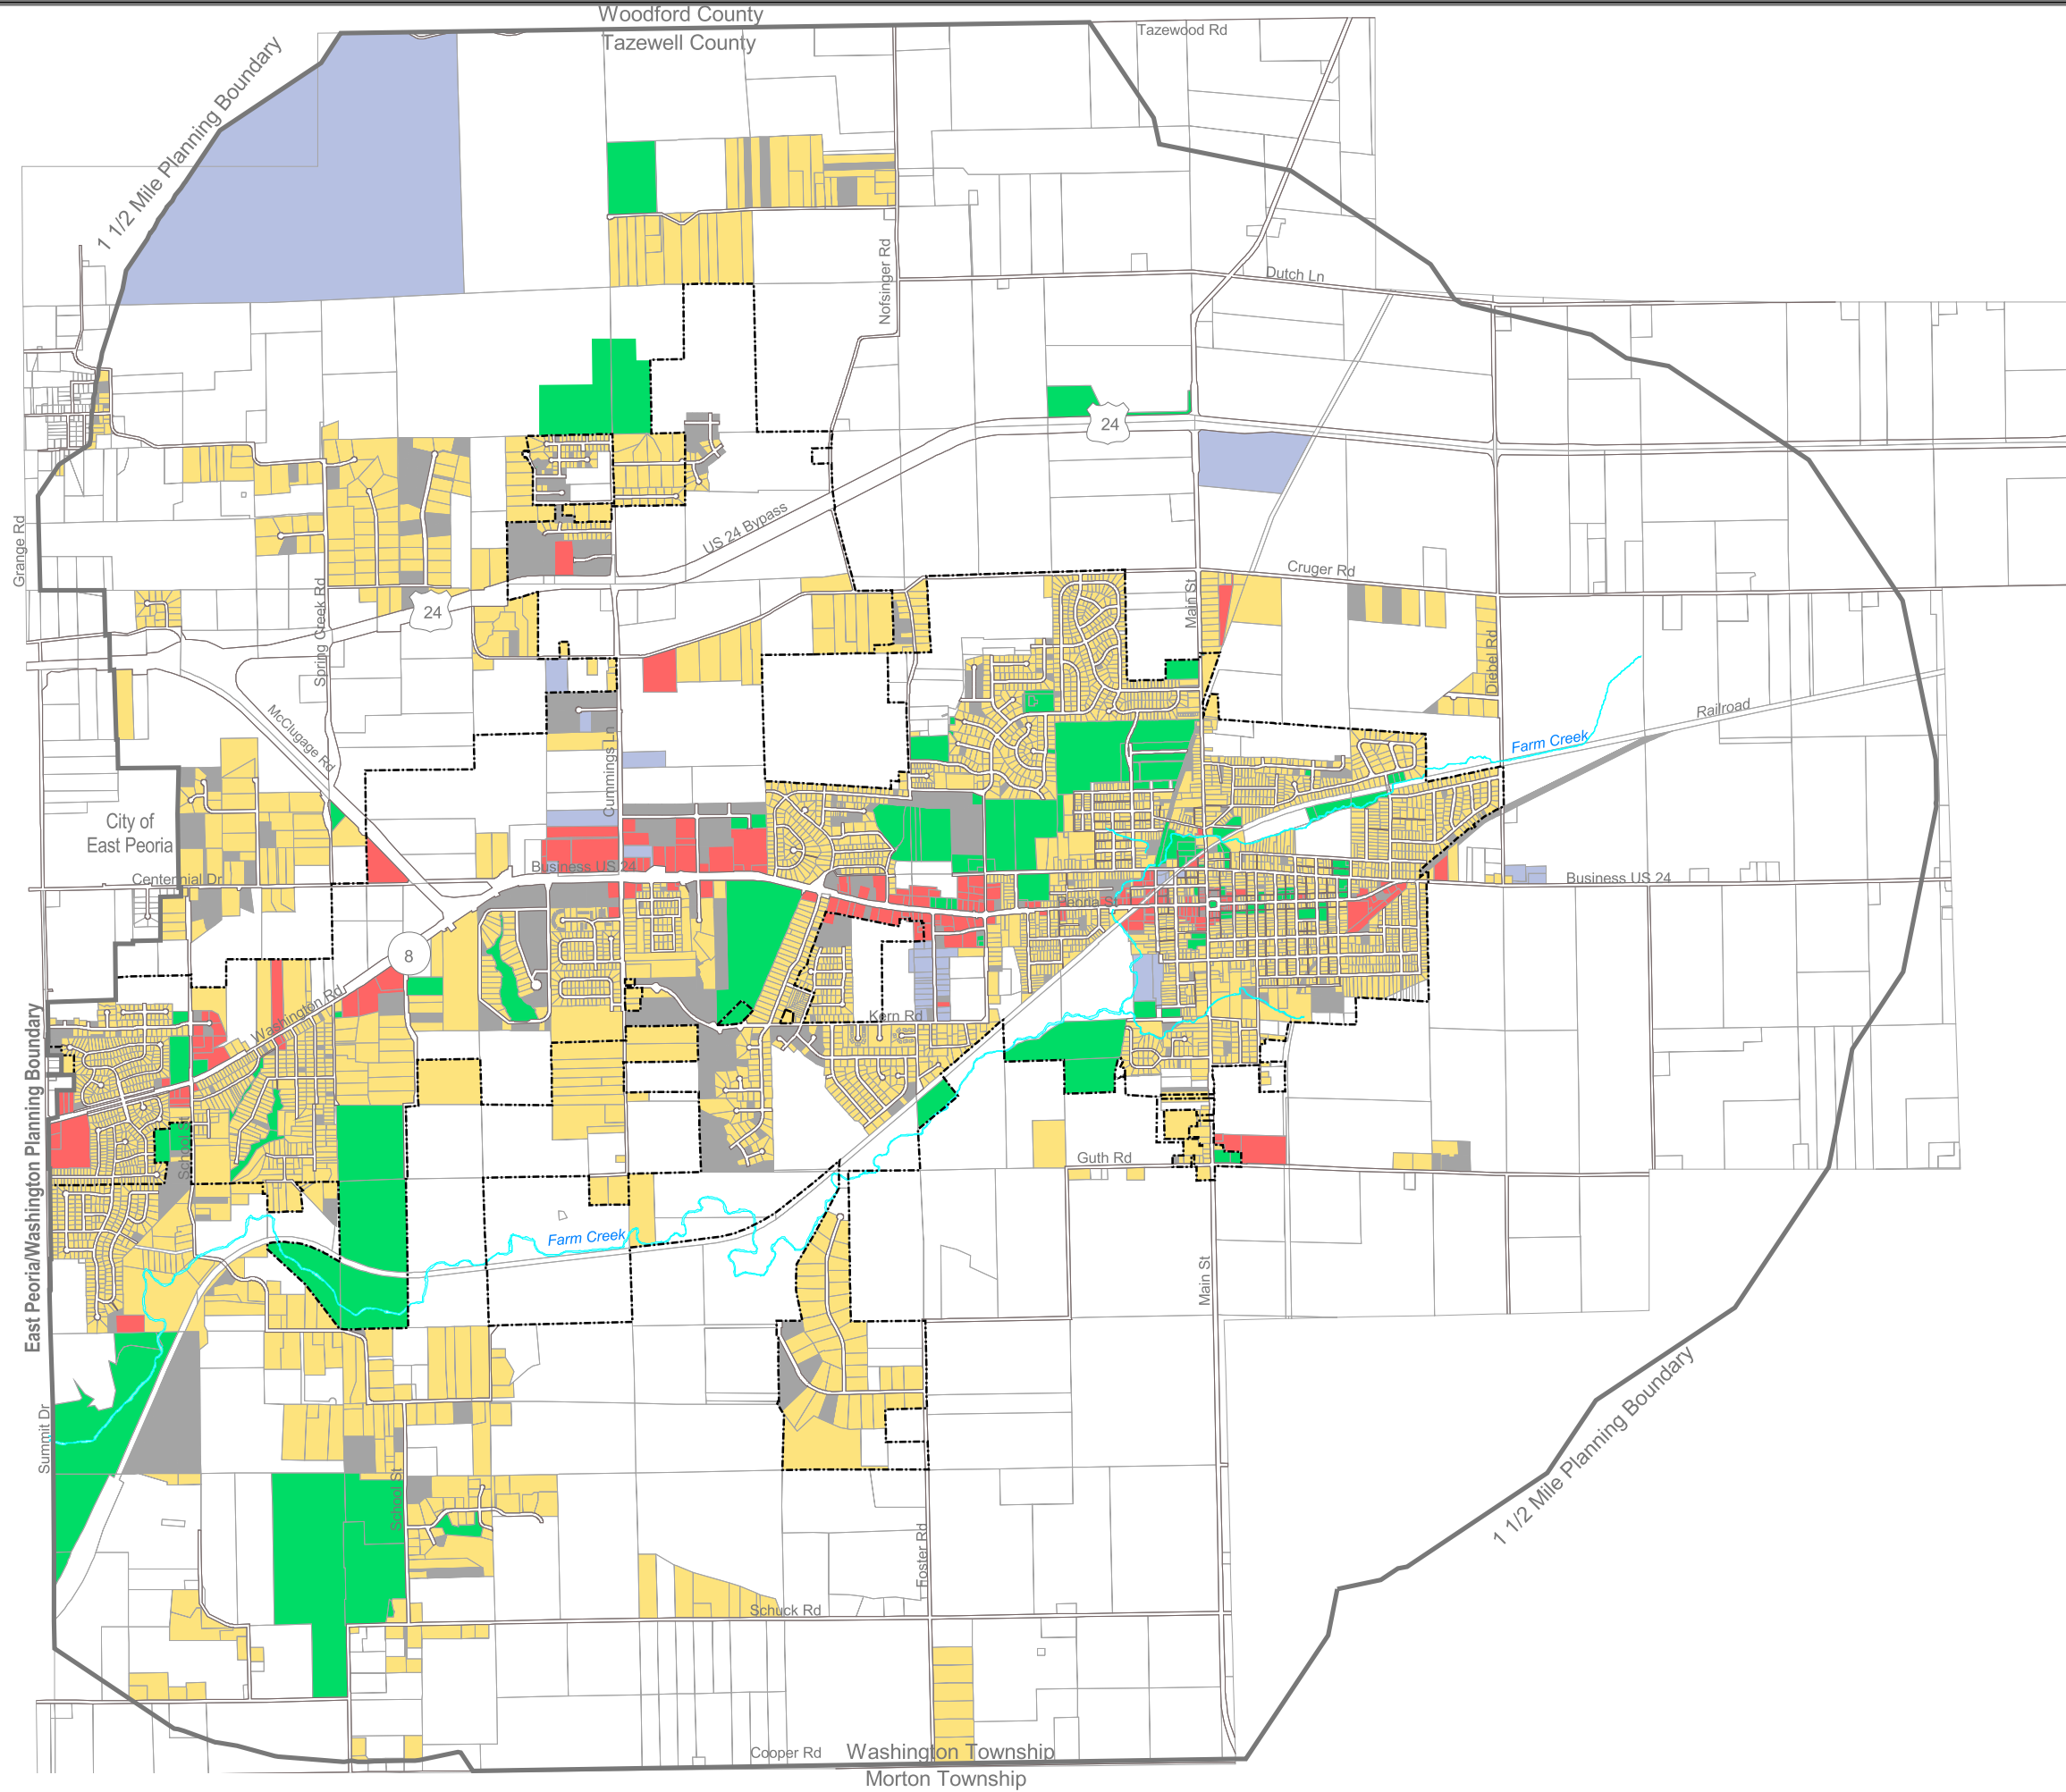 Woodford County
Tazewell County
Tazewood Rd
1 1/2 Mile Planning Boundary
Nofsinger Rd
Dutch Ln
24
US 24 Bypass
Grange Rd
Spring Creek Rd
24
Cruger Rd
Main St
Diebel Rd
McClugage Rd
Railroad
Farm Creek
Cummings Ln
City of
East Peoria
Centennial Dr
Business US 24
Business US 24
Peoria St
8
Washington Rd
Kern Rd
East Peoria/Washington Planning Boundary
School St
Guth Rd
Farm Creek
Main St
Summit Dr
1 1/2 Mile Planning Boundary
School St
Foster Rd
Schuck Rd
Cooper Rd
Washington Township
Morton Township